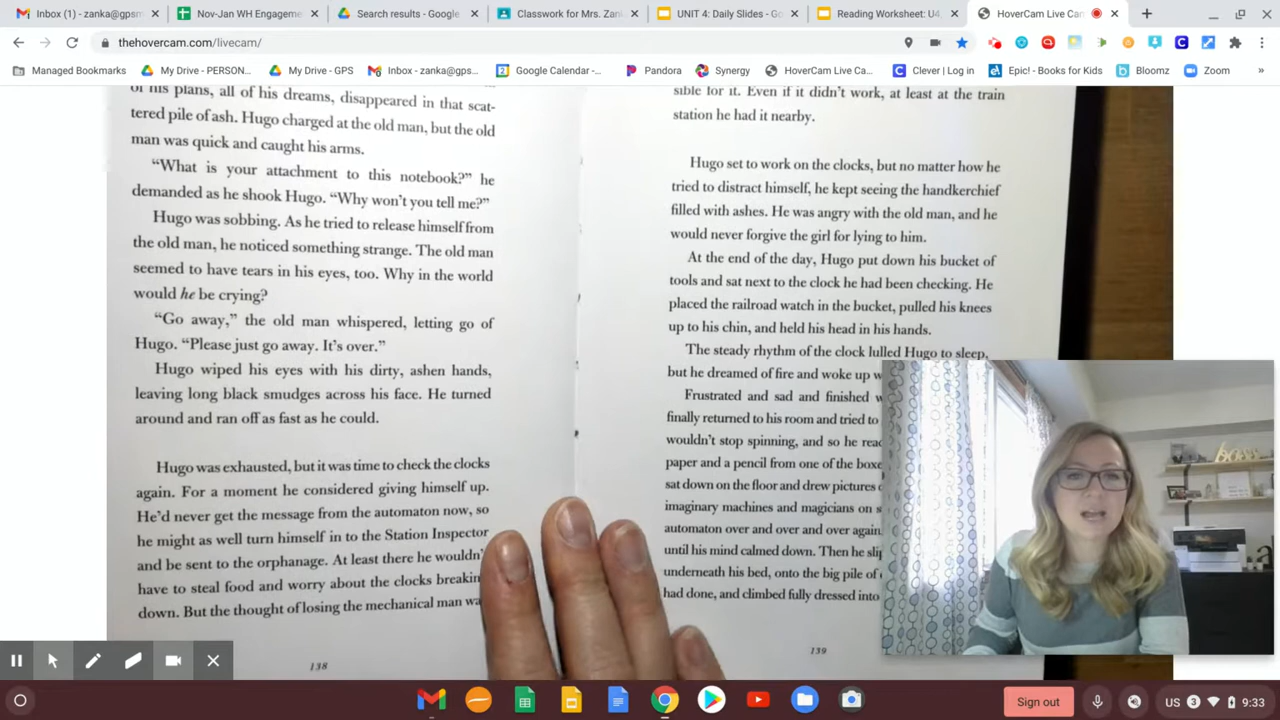 Inbox (1) - zanka@gpsm
Nov-Jan WH Engageme
Search results - Google
Classwork for Mrs. Zank
UNIT 4: Daily Slides - Go
Reading Worksheet: U4,
HoverCam Live Can
thehovercam.com/livecam/
Managed Bookmarks
My Drive - PERSON...
My Drive - GPS
Inbox - zanka@gps...
Google Calendar -...
Pandora
Synergy
HoverCam Live Ca...
Clever | Log in
Epic! - Books for Kids
Bloomz
Zoom
»
of his plans, all of his dreams, disappeared in that scat-
tered pile of ash. Hugo charged at the old man, but the old
man was quick and caught his arms.
“What is your attachment to this notebook?” he
demanded as he shook Hugo. “Why won’t you tell me?”
Hugo was sobbing. As he tried to release himself from
the old man, he noticed something strange. The old man
seemed to have tears in his eyes, too. Why in the world
would he be crying?
“Go away,” the old man whispered, letting go of
Hugo. “Please just go away. It’s over.”
Hugo wiped his eyes with his dirty, ashen hands,
leaving long black smudges across his face. He turned
around and ran off as fast as he could.
Hugo was exhausted, but it was time to check the clocks
again. For a moment he considered giving himself up.
He’d never get the message from the automaton now, so
he might as well turn himself in to the Station Inspector
and be sent to the orphanage. At least there he wouldn’
have to steal food and worry about the clocks breakin
down. But the thought of losing the mechanical man wa
138
sible for it. Even if it didn’t work, at least at the train
station he had it nearby.
Hugo set to work on the clocks, but no matter how he
tried to distract himself, he kept seeing the handkerchief
filled with ashes. He was angry with the old man, and he
would never forgive the girl for lying to him.
At the end of the day, Hugo put down his bucket of
tools and sat next to the clock he had been checking. He
placed the railroad watch in the bucket, pulled his knees
up to his chin, and held his head in his hands.
The steady rhythm of the clock lulled Hugo to sleep,
but he dreamed of fire and woke up w
Frustrated and sad and finished w
finally returned to his room and tried to
wouldn’t stop spinning, and so he reac
paper and a pencil from one of the boxe
sat down on the floor and drew pictures
imaginary machines and magicians on s
automaton over and over and over again
until his mind calmed down. Then he slip
underneath his bed, onto the big pile of
had done, and climbed fully dressed into
139
Sign out
US
3
9:33